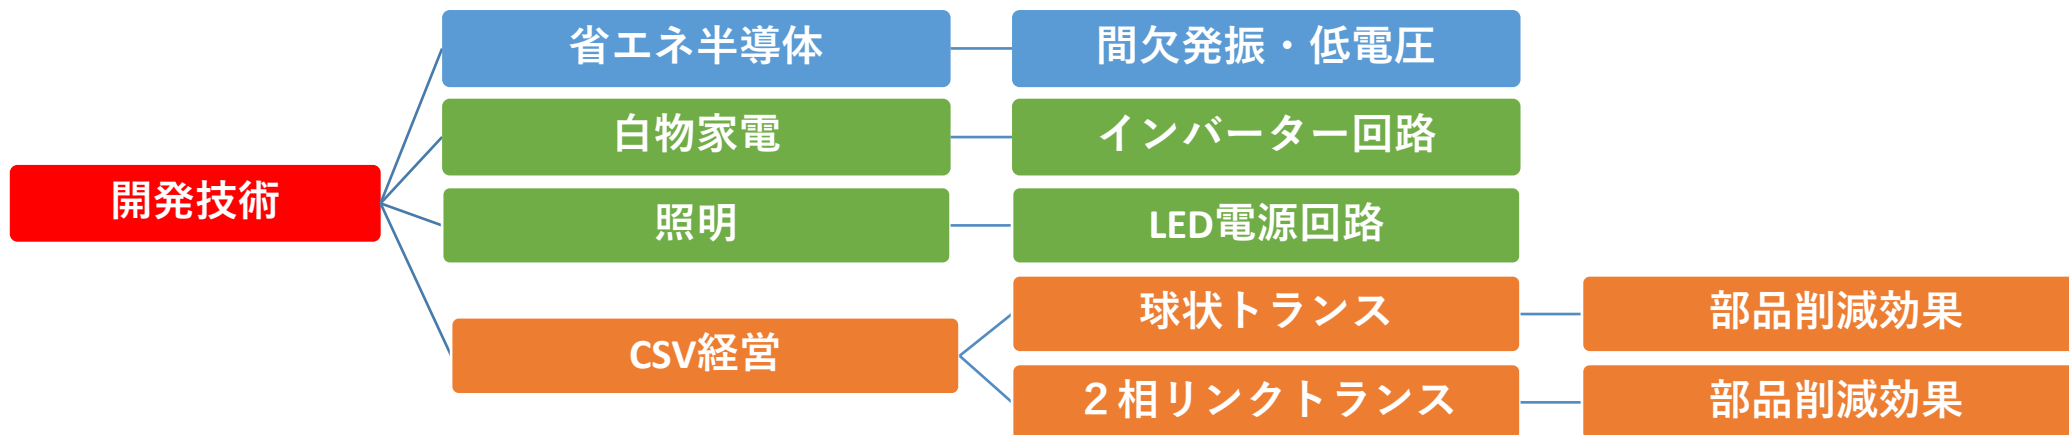 省エネ半導体
間欠発振・低電圧
白物家電
インバーター回路
開発技術
照明
LED電源回路
球状トランス
部品削減効果
CSV経営
２相リンクトランス
部品削減効果